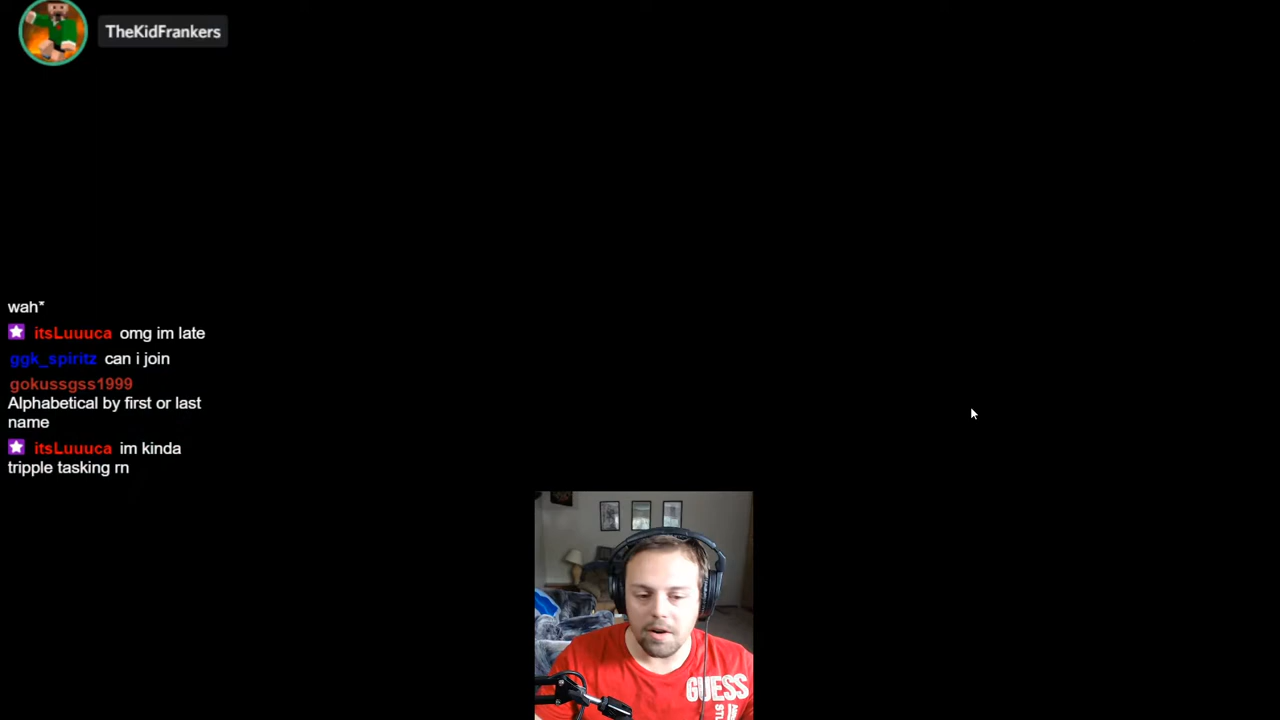 TheKidFrankers
wah*
itsLuuuca omg im late
ggk_spiritz can i join
gokussgss1999
Alphabetical by first or last
name
itsLuuuca im kinda
tripple tasking rn
GUESS